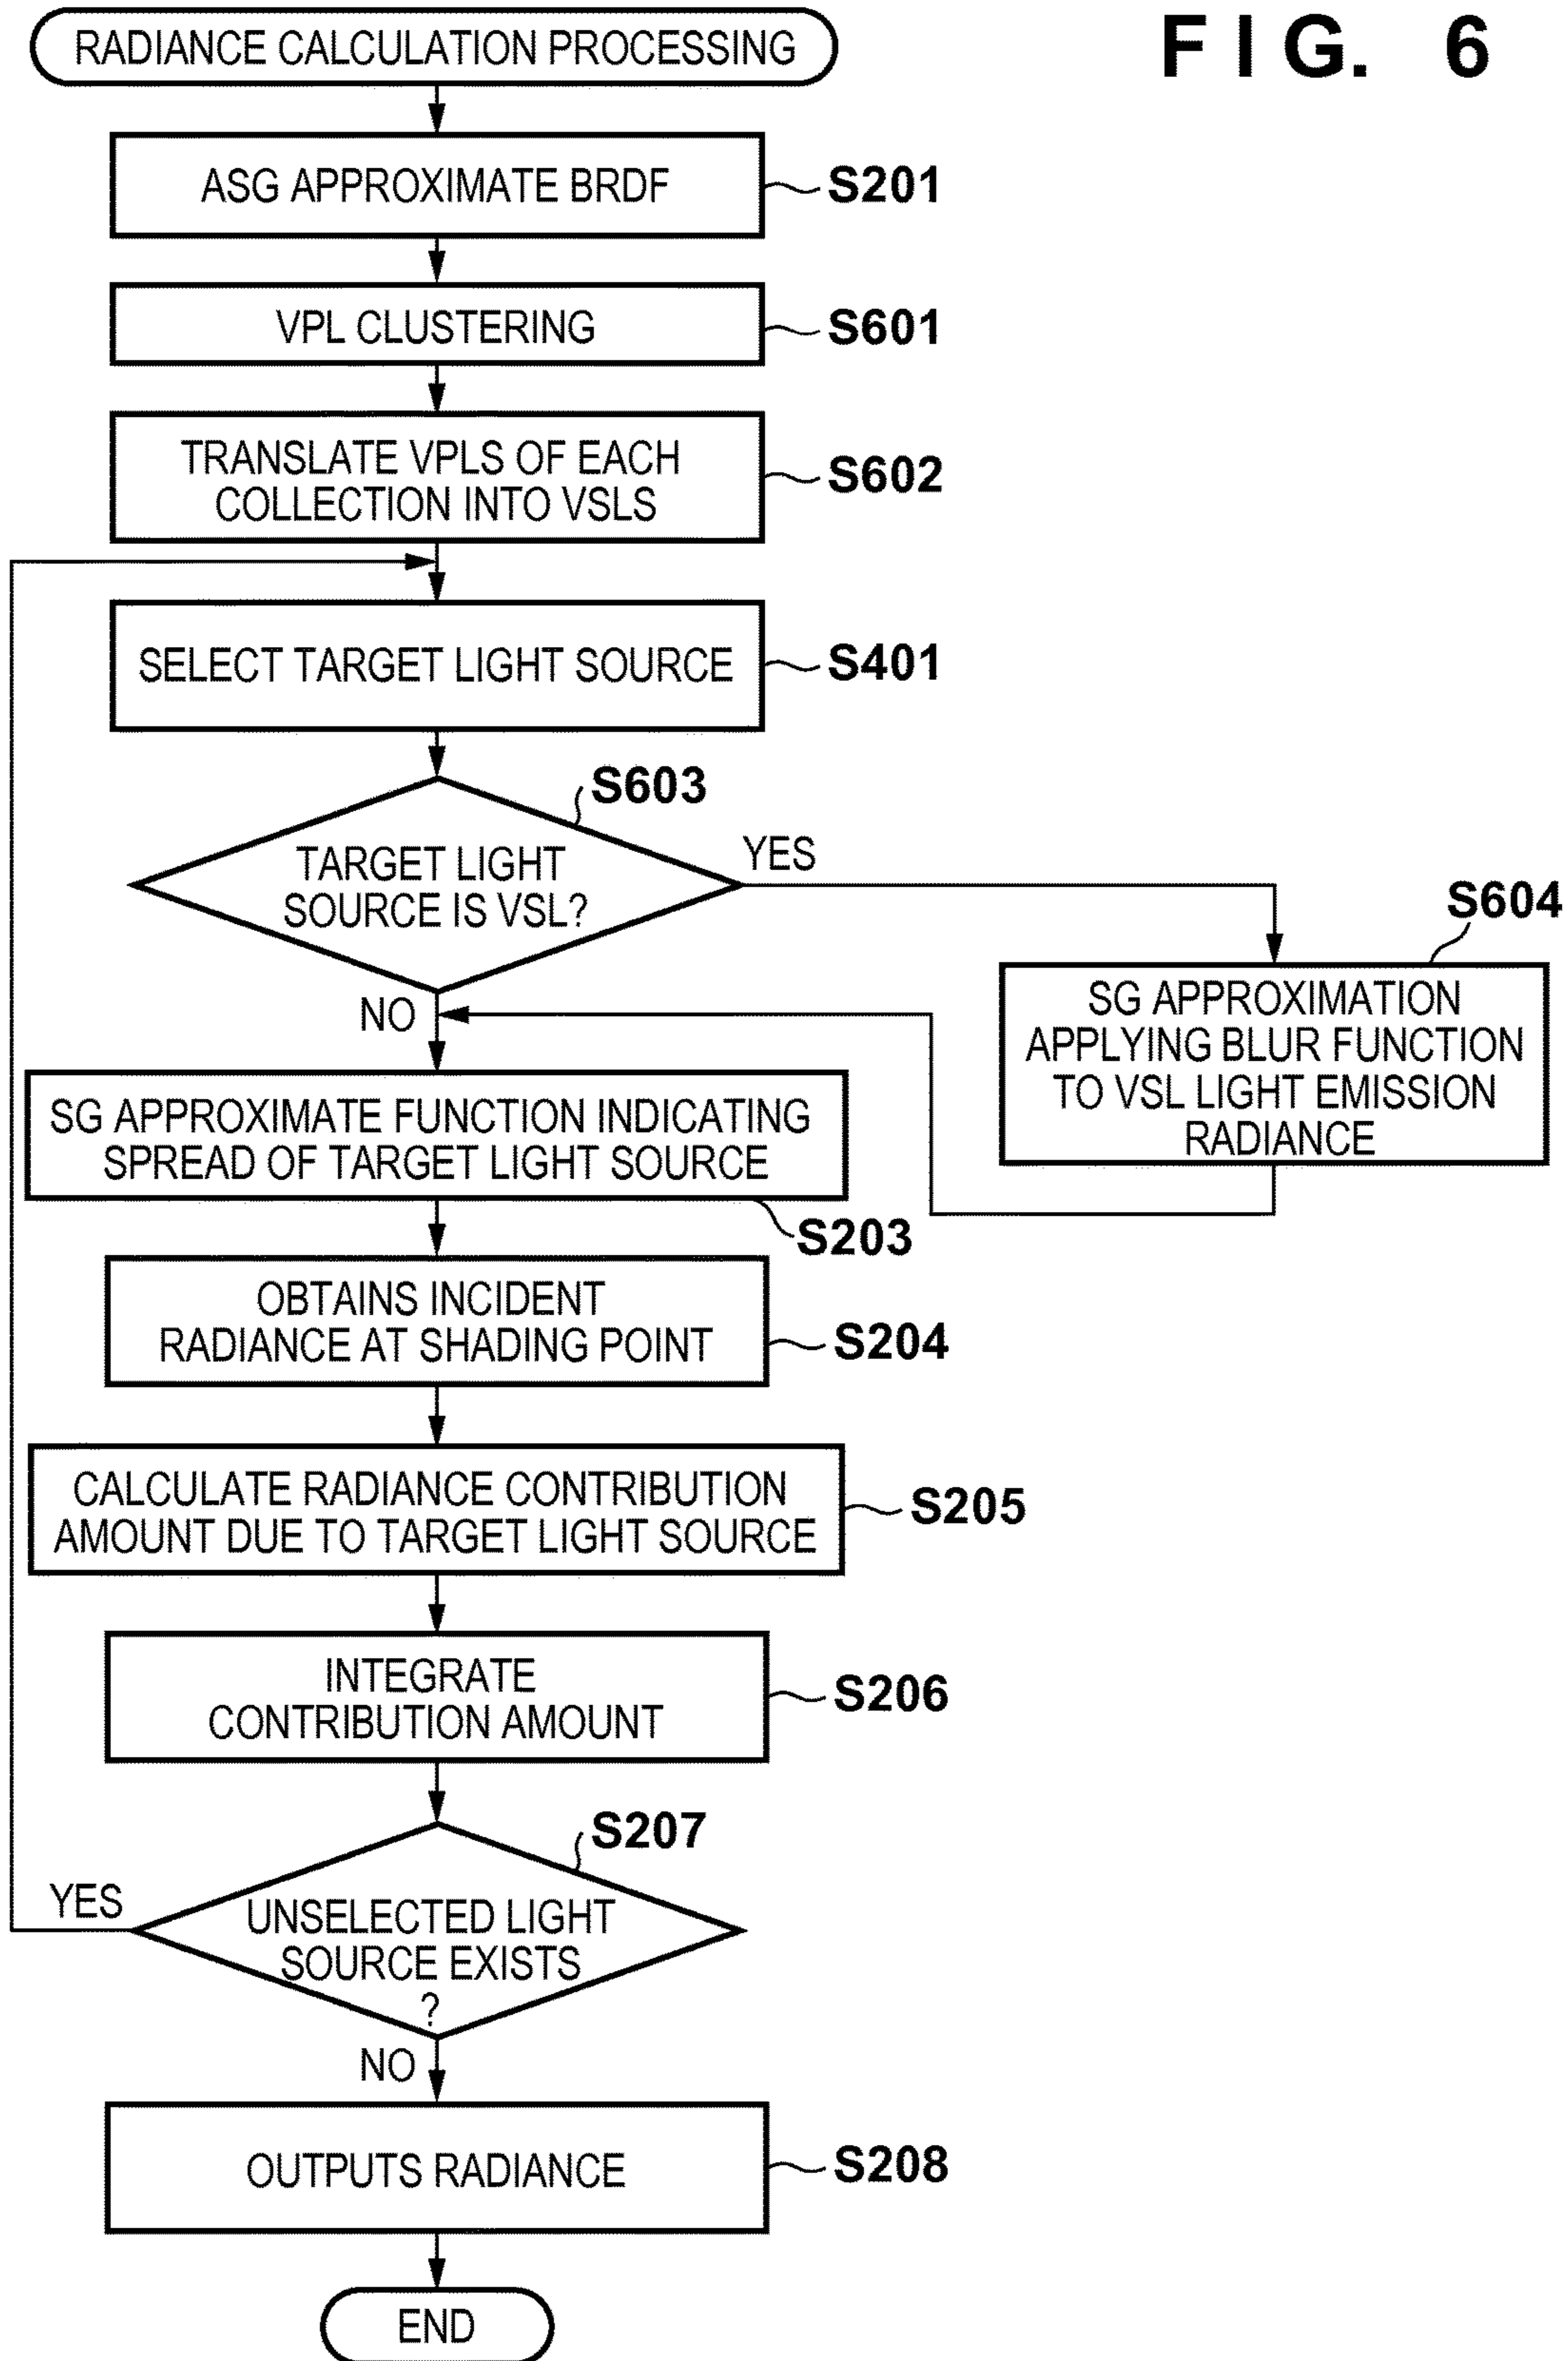 FIG. 6
RADIANCE CALCULATION PROCESSING
ASG APPROXIMATE BRDF
S201
VPL CLUSTERING
S601
TRANSLATE VPLS OF EACH
COLLECTION INTO VSLS
S602
SELECT TARGET LIGHT SOURCE
S401
S603
TARGET LIGHT
SOURCE IS VSL?
YES
NO
S604
SG APPROXIMATION
APPLYING BLUR FUNCTION
TO VSL LIGHT EMISSION
RADIANCE
SG APPROXIMATE FUNCTION INDICATING
SPREAD OF TARGET LIGHT SOURCE
S203
OBTAINS INCIDENT
RADIANCE AT SHADING POINT
S204
CALCULATE RADIANCE CONTRIBUTION
AMOUNT DUE TO TARGET LIGHT SOURCE
S205
INTEGRATE
CONTRIBUTION AMOUNT
S206
S207
YES
UNSELECTED LIGHT
SOURCE EXISTS
?
NO
OUTPUTS RADIANCE
S208
END